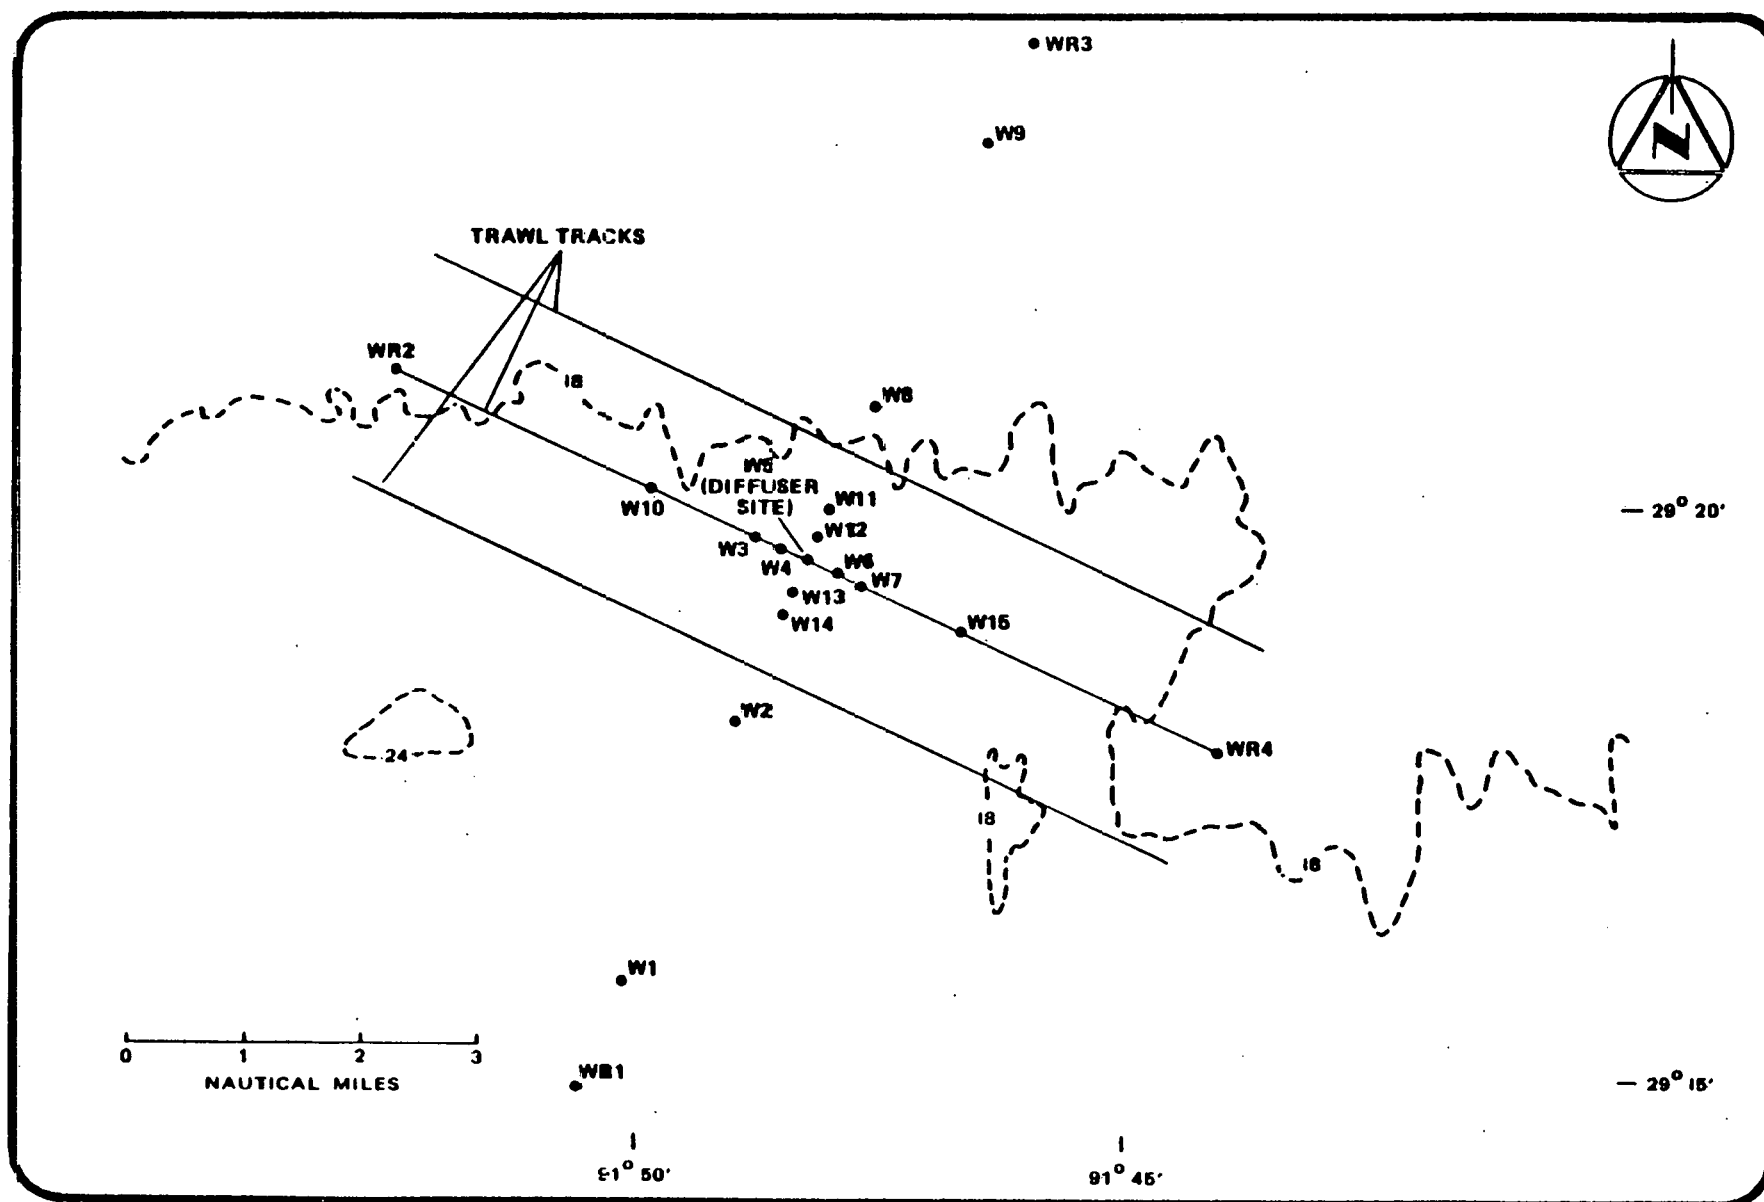 WR3
W9
N
TRAWL TRACKS
WR2
18
W8
W5
(DIFFUSER
SITE)
W11
W10
W12
29° 20'
W3
W4
W6
W7
W13
W14
W15
W2
24
WR4
18
18
W1
0 1 2 3
NAUTICAL MILES
WR1
29° 15'
91° 50'
91° 45'